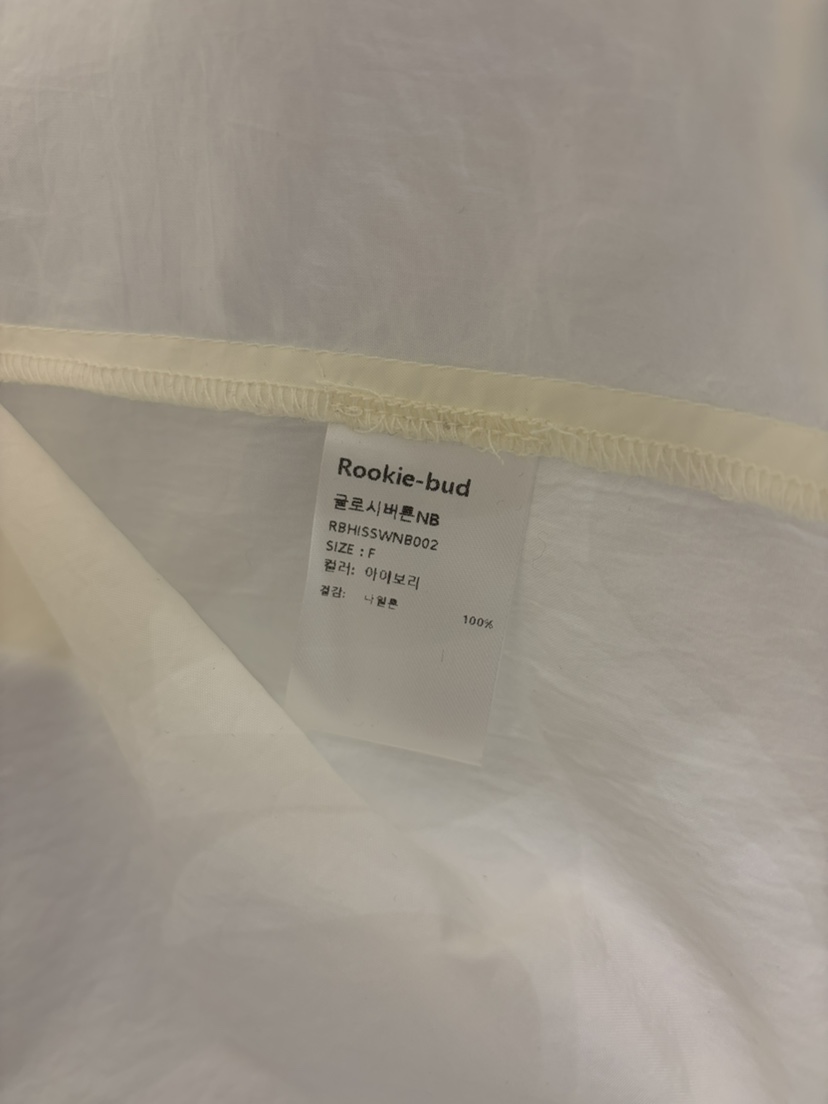 Rookie-bud
글로시버튼NB
RBHISSWNB002
SIZE : F
컬러: 아이보리
겉감: 나일론
100%